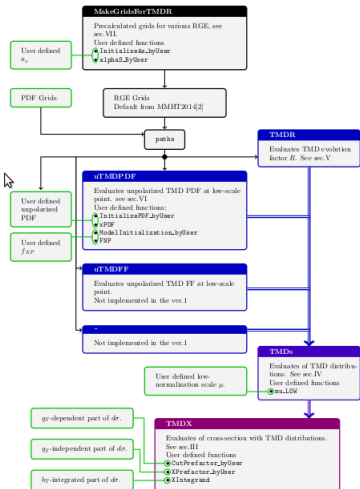 MakeGridsForTMDR
Precalculated grids for various RGE, see
sec.VII.
User defined functions
InitializeAs_byUser
alphaS_ByUser
User defined
a_s
PDF Grids
RGE Grids
Default from MMHT2014[2]
paths
TMDR
Evaluates TMD evolution
factor R. See sec.V
uTMDPDF
Evaluates unpolarized TMD PDF at low-scale
point. see sec.VI
User defined functions:
InitializePDF_byUser
xPDF
ModelInitialization_byUser
FNP
User defined
unpolarized
PDF
User defined
f_NP
uTMDFF
Evaluates unpolarized TMD FF at low-scale
point.
Not implemented in the ver.1
Not implemented in the ver.1
TMDs
Evaluates of TMD distribu-
tions. See sec.IV
User defined functions
mu_LOW
User defined low-
normalization scale μ.
TMDX
Evaluates of cross-section with TMD distributions.
See sec.III
User defined functions
CutPrefactor_byUser
XPrefactor_byUser
XIntegrand
q_T-dependent part of dσ.
q_T-independent part of dσ.
b_T-integrated part of dσ.